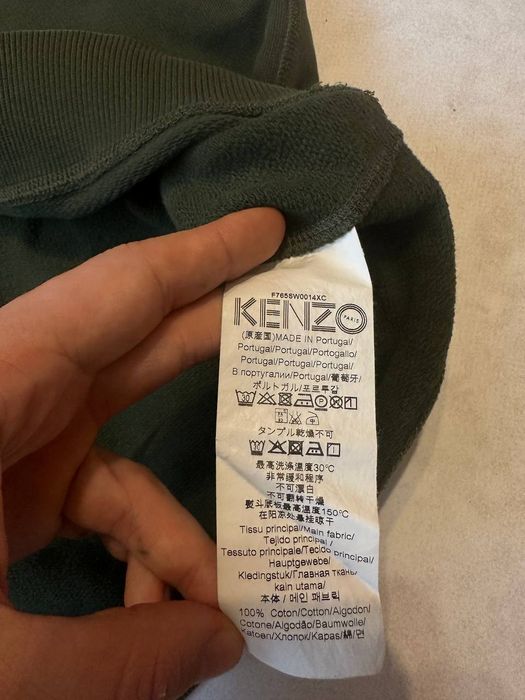 F765SW0014XC
KENZO
PARIS
(原産国)MADE IN Portugal/
Portugal/Portugal/Portogallo/
Portugal/Portugal/Portugal/
В португалии/Portugal/葡萄牙/
ポルトガル/포르투갈
30
タンブル乾燥不可
最高洗涤温度30℃
非常緩和程序
不可漂白
不可翻转干燥
熨斗底板最高温度150℃
在阴凉处悬挂晾干
Tissu principal/Main fabric/
Tejido principal /
Tessuto principale/Tecido principal/
Hauptgewebe/
Kledingstuk/Главная ткань/
kain utama/
本体 / 메인 패브릭
100% Coton/Cotton/Algodon/
Cotone/Algodão/Baumwolle/
Katoen/Хлопок/Kapas/綿/면